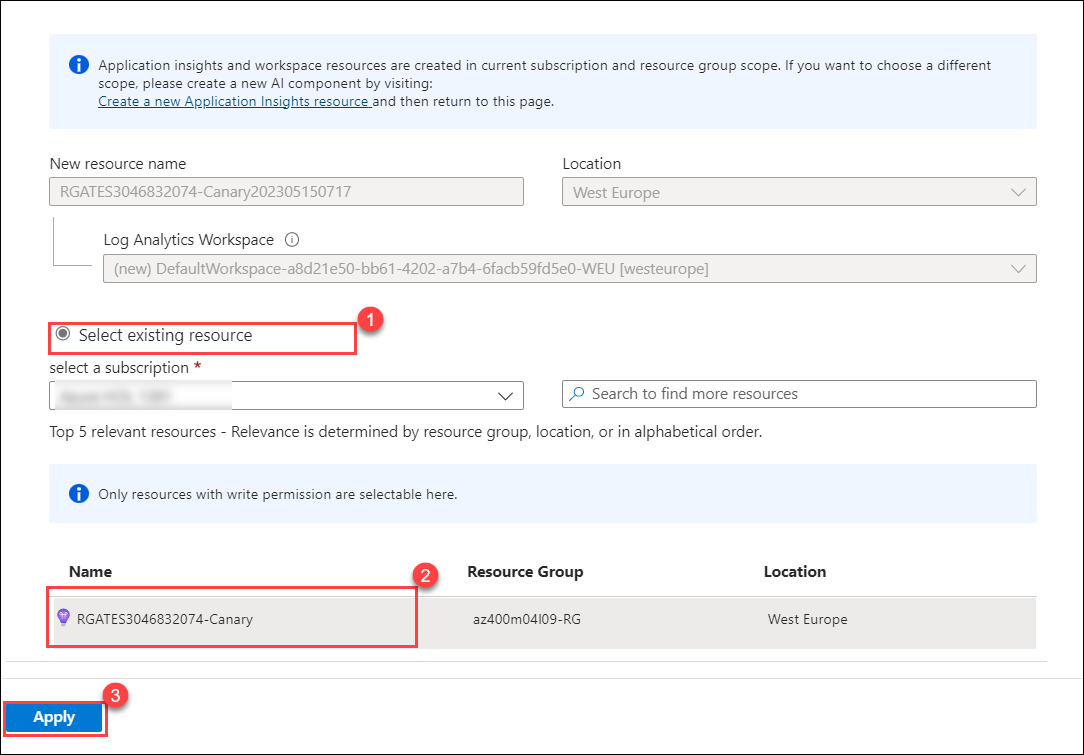 Application insights and workspace resources are created in current subscription and resource group scope. If you want to choose a different
scope, please create a new AI component by visiting:
Create a new Application Insights resource and then return to this page.
New resource name
Location
RGATES3046832074-Canary202305150717
West Europe
Log Analytics Workspace
(new) DefaultWorkspace-a8d21e50-bb61-4202-a7b4-6facb59fd5e0-WEU [westeurope]
1
Select existing resource
select a subscription *
Search to find more resources
Top 5 relevant resources - Relevance is determined by resource group, location, or in alphabetical order.
Only resources with write permission are selectable here.
Name
2
Resource Group
Location
RGATES3046832074-Canary
az400m04l09-RG
West Europe
3
Apply